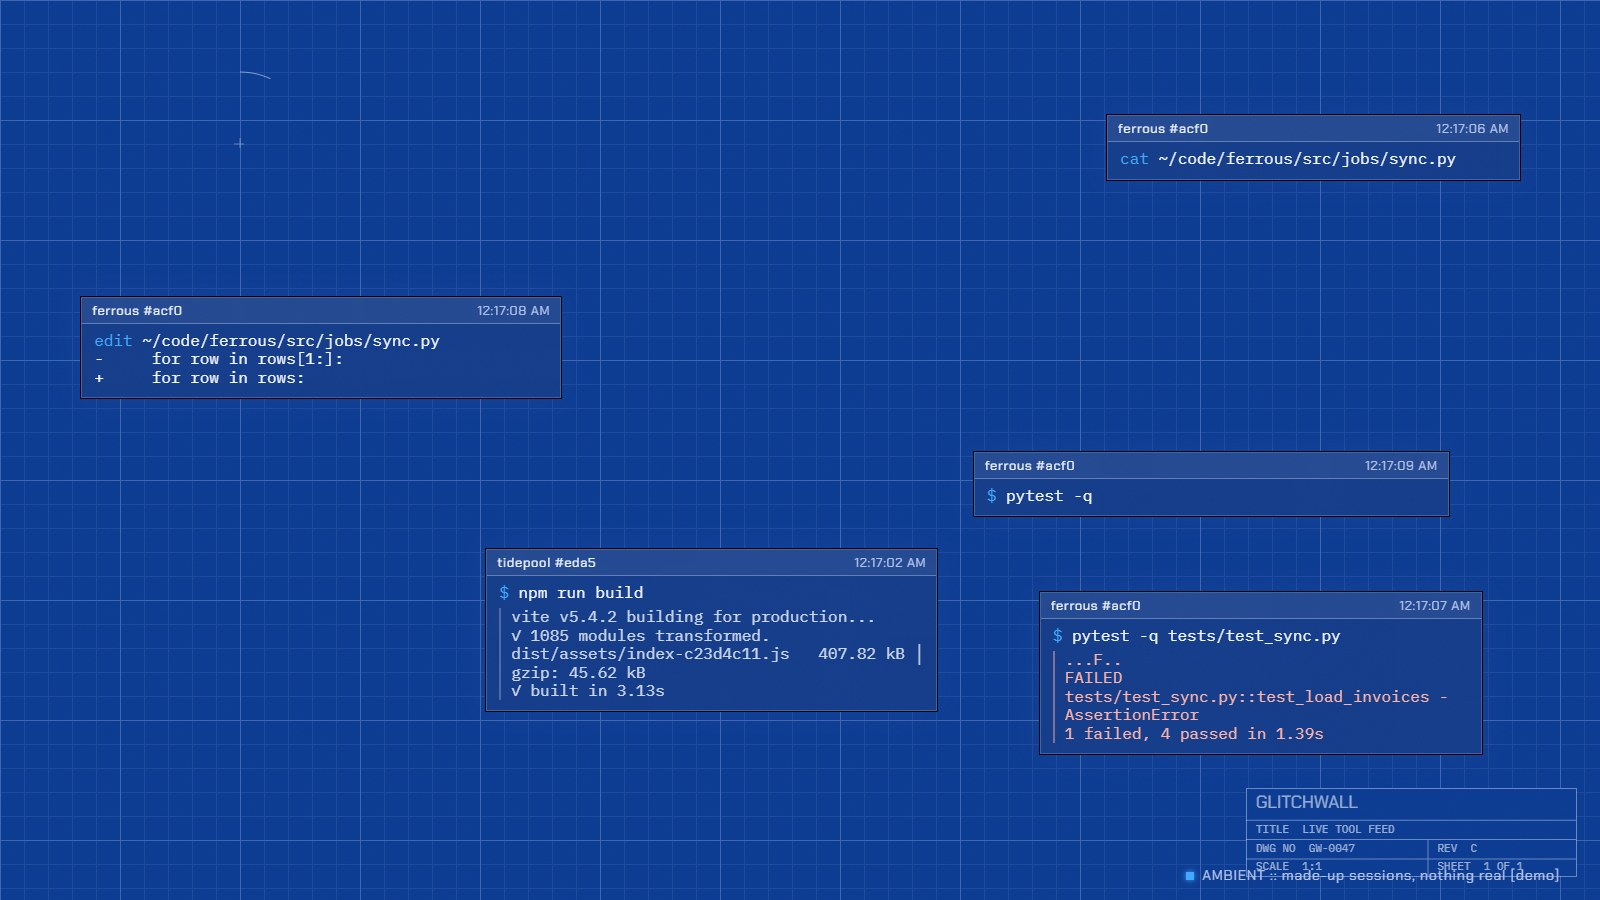 ferrous #acf0 12:17:06 AM
cat ~/code/ferrous/src/jobs/sync.py
ferrous #acf0 12:17:08 AM
edit ~/code/ferrous/src/jobs/sync.py
-     for row in rows[1:]:
+     for row in rows:
ferrous #acf0 12:17:09 AM
$ pytest -q
tidepool #eda5 12:17:02 AM
$ npm run build
vite v5.4.2 building for production...
✓ 1085 modules transformed.
dist/assets/index-c23d4c11.js   407.82 kB │
gzip: 45.62 kB
✓ built in 3.13s
ferrous #acf0 12:17:07 AM
$ pytest -q tests/test_sync.py
...F..
FAILED
tests/test_sync.py::test_load_invoices -
AssertionError
1 failed, 4 passed in 1.39s
GLITCHWALL
TITLE LIVE TOOL FEED
DWG NO GW-0047 REV C
SCALE 1:1 SHEET 1 OF 1
AMBIENT :: made-up sessions, nothing real [demo]